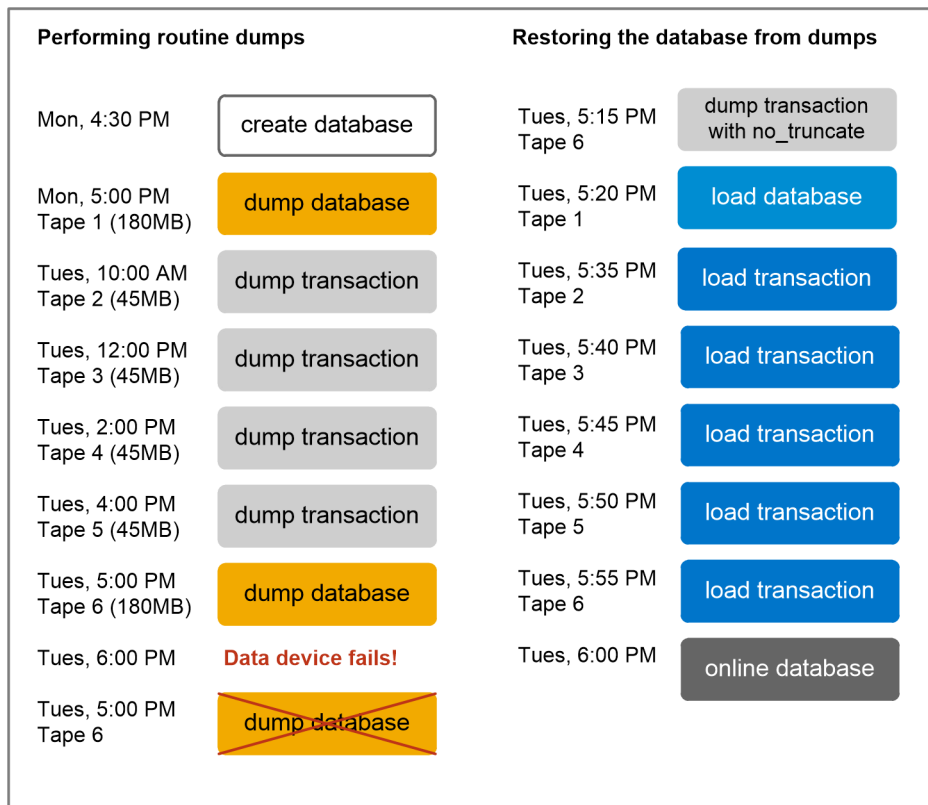 Performing routine dumps
Mon, 4:30 PM
create database
Mon, 5:00 PM
Tape 1 (180MB)
dump database
Tues, 10:00 AM
Tape 2 (45MB)
dump transaction
Tues, 12:00 PM
Tape 3 (45MB)
dump transaction
Tues, 2:00 PM
Tape 4 (45MB)
dump transaction
Tues, 4:00 PM
Tape 5 (45MB)
dump transaction
Tues, 5:00 PM
Tape 6 (180MB)
dump database
Tues, 6:00 PM
Data device fails!
Tues, 5:00 PM
Tape 6
dump database
Restoring the database from dumps
Tues, 5:15 PM
Tape 6
dump transaction
with no_truncate
Tues, 5:20 PM
Tape 1
load database
Tues, 5:35 PM
Tape 2
load transaction
Tues, 5:40 PM
Tape 3
load transaction
Tues, 5:45 PM
Tape 4
load transaction
Tues, 5:50 PM
Tape 5
load transaction
Tues, 5:55 PM
Tape 6
load transaction
Tues, 6:00 PM
online database